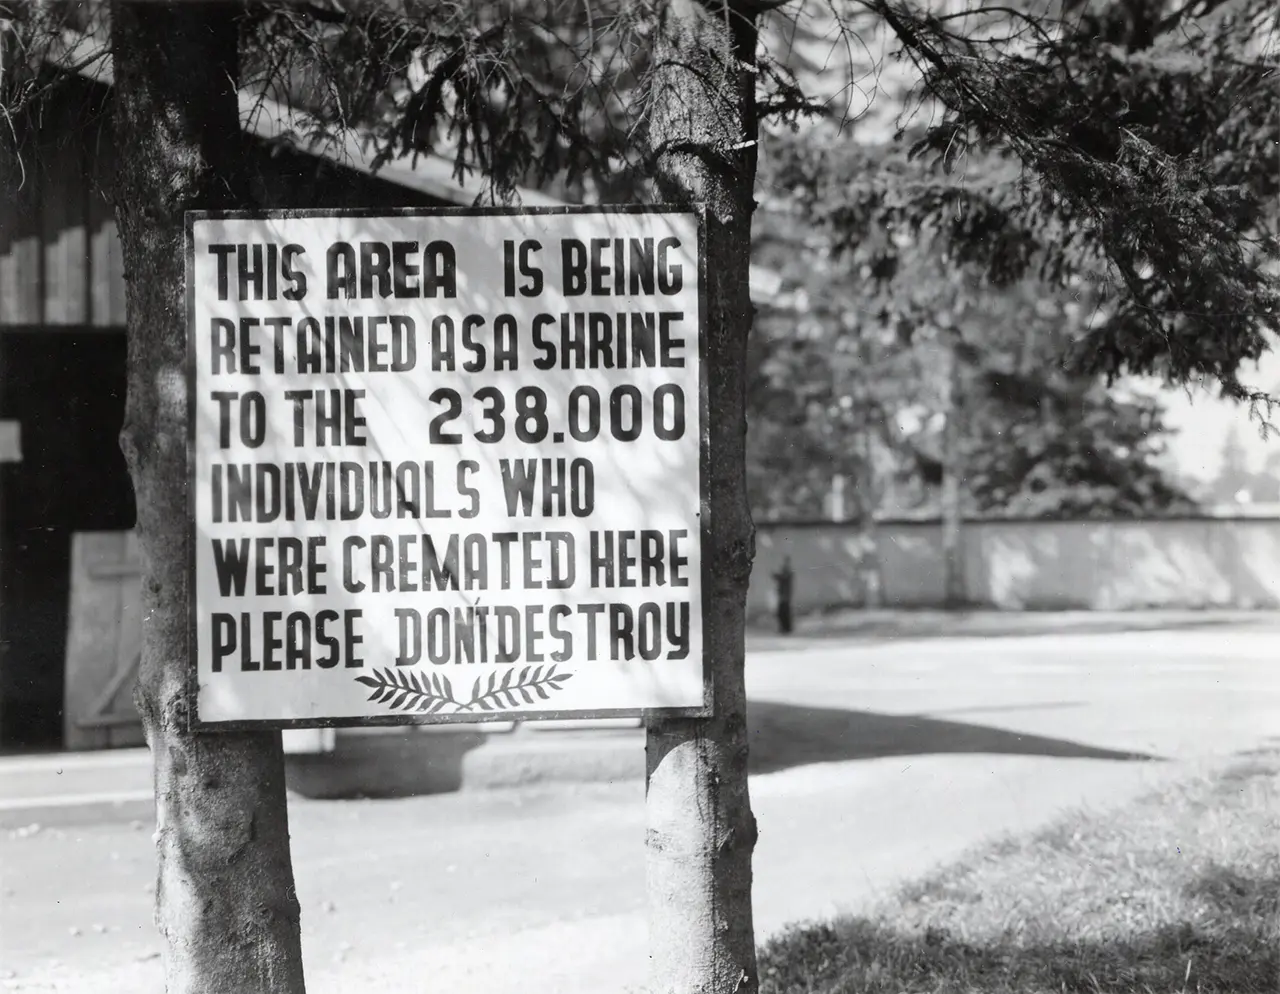 THIS AREA IS BEING
RETAINED AS A SHRINE
TO THE 238.000
INDIVIDUALS WHO
WERE CREMATED HERE
PLEASE DON'T DESTROY